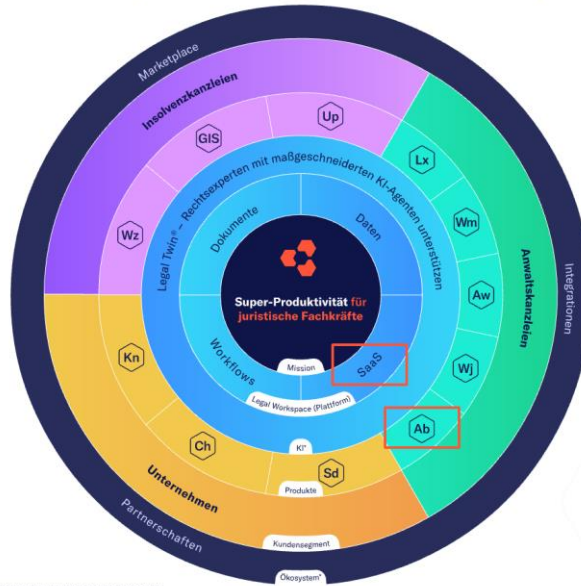 Marketplace
Insolvenzkanzleien
Up
GIS
Lx
Legal Twin® – Rechtsexperten mit maßgeschneiderten KI-Agenten unterstützen
Wm
Dokumente
Daten
Wz
Anwaltskanzleien
Integrationen
Aw
Super-Produktivität für
juristische Fachkräfte
Kn
Workflows
Mission
SaaS
Wj
Legal Workspace (Plattform)
Ab
Ch
KI*
Sd
Unternehmen
Produkte
Partnerschaften
Kundensegment
Ökosystem*